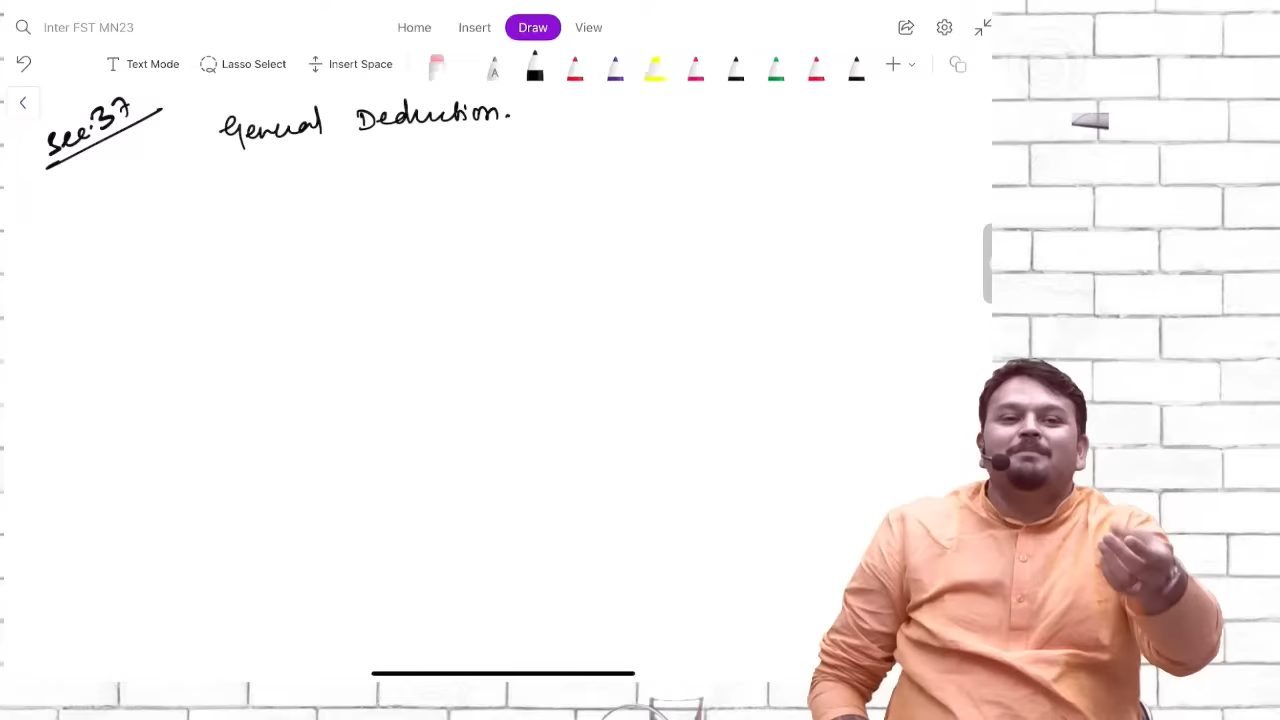 Inter FST MN23
Home Insert Draw View
Text Mode Lasso Select Insert Space
A
Sec. 37 General Deduction.